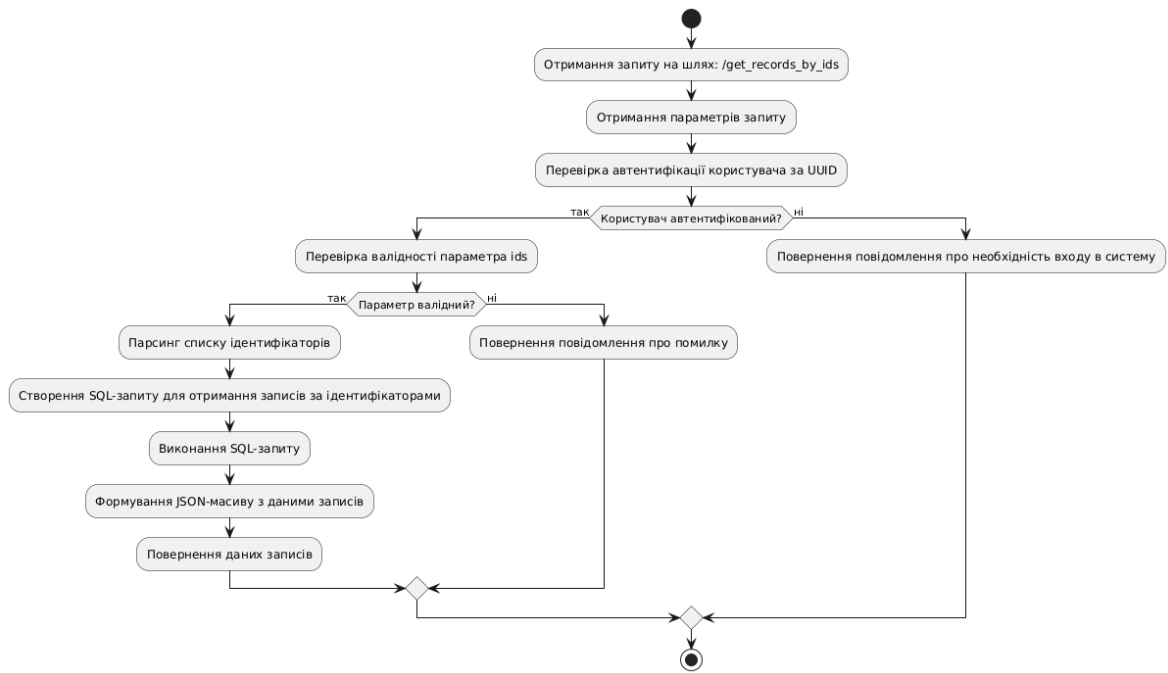 Отримання запиту на шлях: /get_records_by_ids
Отримання параметрів запиту
Перевірка автентифікації користувача за UUID
так
Користувач автентифікований?
ні
Перевірка валідності параметра ids
Повернення повідомлення про необхідність входу в систему
так
Параметр валідний?
ні
Парсинг списку ідентифікаторів
Повернення повідомлення про помилку
Створення SQL-запиту для отримання записів за ідентифікаторами
Виконання SQL-запиту
Формування JSON-масиву з даними записів
Повернення даних записів